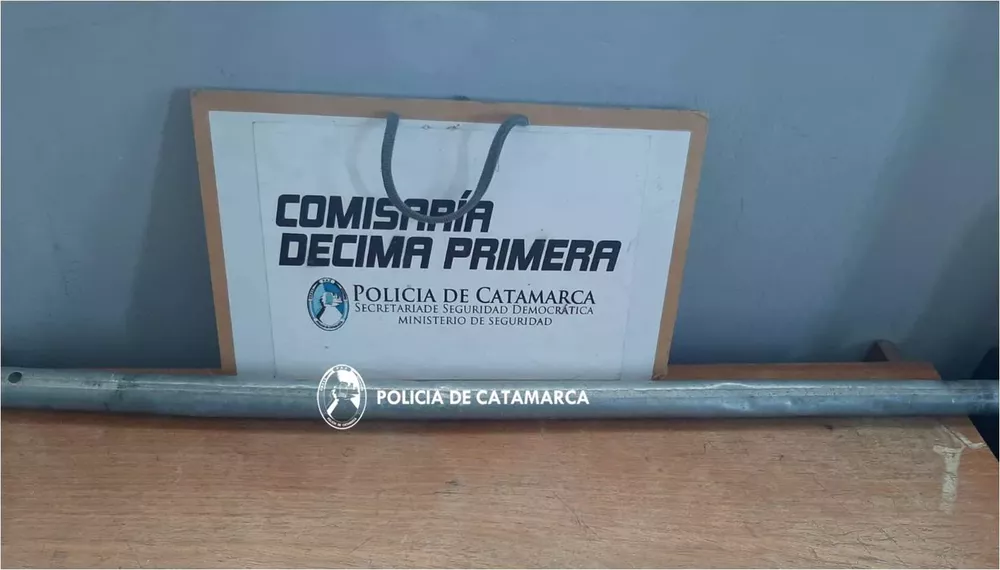 COMISARÍA
DECIMA PRIMERA
POLICIA DE CATAMARCA
SECRETARIADE SEGURIDAD DEMOCRÁTICA
MINISTERIO DE SEGURIDAD
POLICIA DE CATAMARCA